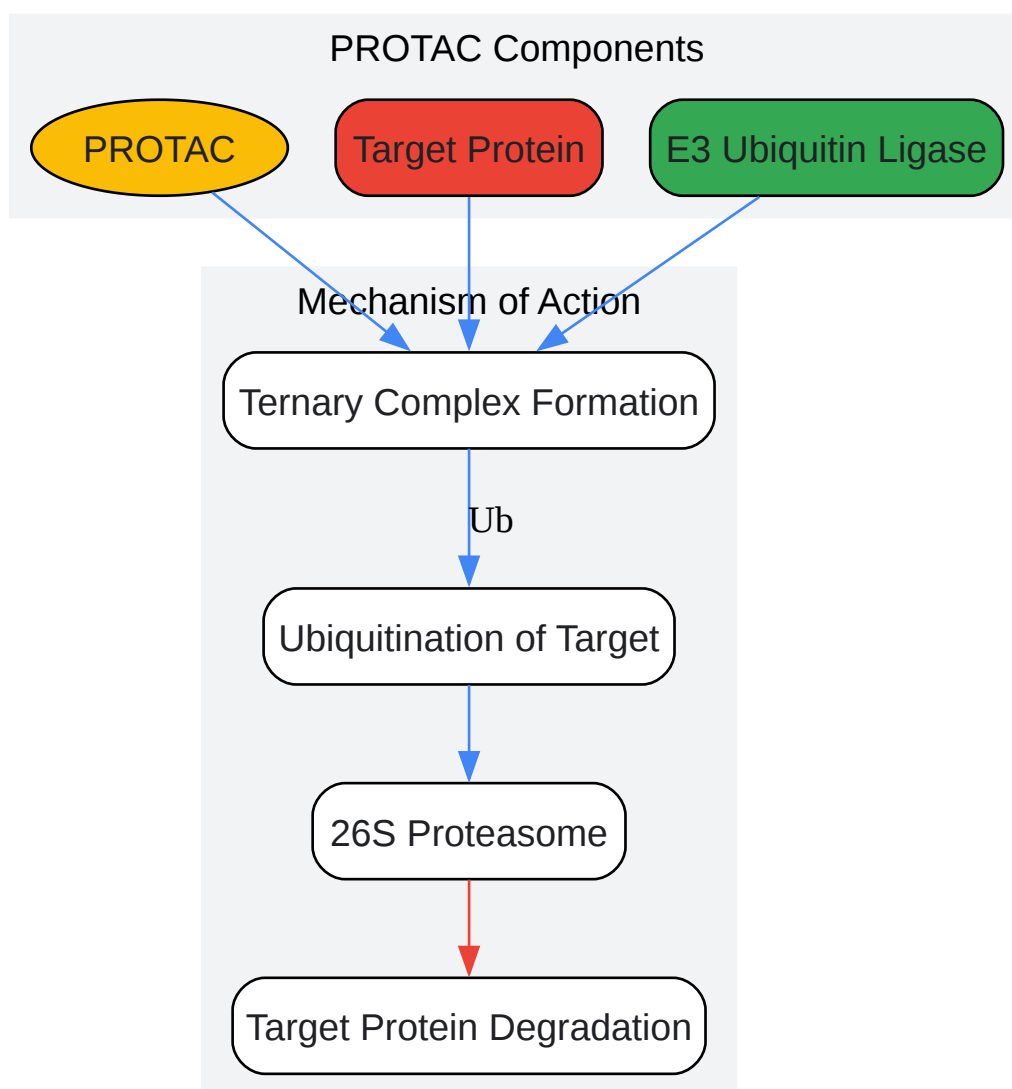 PROTAC Components
PROTAC
Target Protein
E3 Ubiquitin Ligase
Mechanism of Action
Ternary Complex Formation
Ub
Ubiquitination of Target
26S Proteasome
Target Protein Degradation